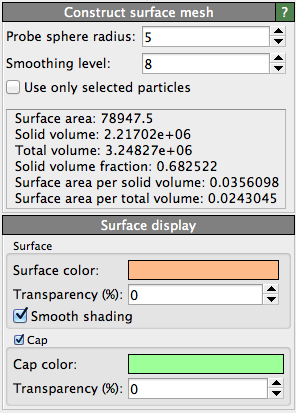 Construct surface mesh ?
Probe sphere radius: 5
Smoothing level: 8
Use only selected particles
Surface area: 78947.5
Solid volume: 2.21702e+06
Total volume: 3.24827e+06
Solid volume fraction: 0.682522
Surface area per solid volume: 0.0356098
Surface area per total volume: 0.0243045
Surface display
Surface
Surface color:
Transparency (%): 0
Smooth shading
Cap
Cap color:
Transparency (%): 0